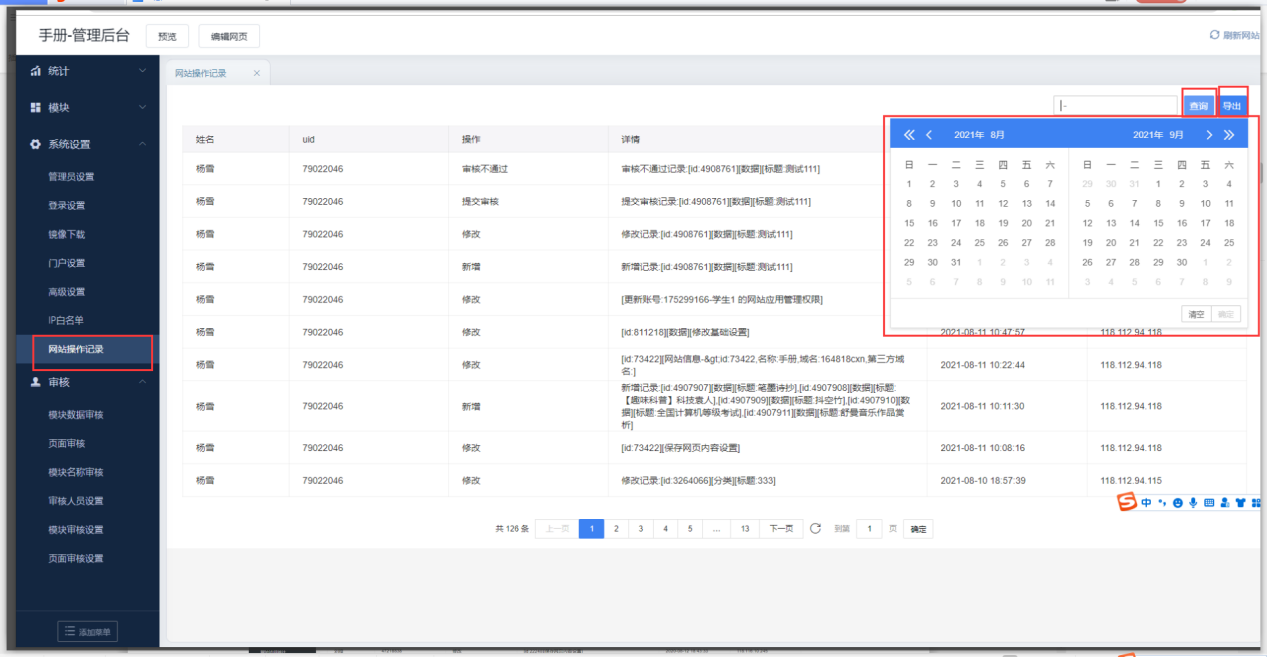 手册-管理后台
预览
编辑网页
刷新网站
统计
模块
系统设置
管理员设置
登录设置
镜像下载
门户设置
高级设置
IP白名单
网站操作记录
审核
模块数据审核
页面审核
模块名称审核
审核人员设置
模块审核设置
页面审核设置
添加菜单
网站操作记录 ×
- 查询 导出
姓名 uid 操作 详情
杨雪 79022046 审核不通过 审核不通过记录:[id:4908761][数据][标题:测试111]
杨雪 79022046 提交审核 提交审核记录:[id:4908761][数据][标题:测试111]
杨雪 79022046 修改 修改记录:[id:4908761][数据][标题:测试111]
杨雪 79022046 新增 新增记录:[id:4908761][数据][标题:测试111]
杨雪 79022046 修改 [更新账号:175299166-学生1 的网站应用管理权限]
杨雪 79022046 修改 [id:811218][数据][修改基础设置] 2021-08-11 10:47:57 118.112.94.118
杨雪 79022046 修改 [id:73422][网站信息-&gt;id:73422,名称:手册,域名:164818cxn,第三方域
名:] 2021-08-11 10:22:44 118.112.94.118
新增记录:[id:4907907][数据][标题:笔墨诗抄],[id:4907908][数据][标题:
【趣味科普】科技袁人],[id:4907909][数据][标题:抖空竹],[id:4907910][数
杨雪 79022046 新增 据][标题:全国计算机等级考试],[id:4907911][数据][标题:舒曼音乐作品赏 2021-08-11 10:11:30 118.112.94.118
析]
杨雪 79022046 修改 [id:73422][保存网页内容设置] 2021-08-11 10:08:16 118.112.94.118
杨雪 79022046 修改 修改记录:[id:3264066][分类][标题:333] 2021-08-10 18:57:39 118.112.94.115
2021年 8月
日 一 二 三 四 五 六
1 2 3 4 5 6 7
8 9 10 11 12 13 14
15 16 17 18 19 20 21
22 23 24 25 26 27 28
29 30 31 1 2 3 4
5 6 7 8 9 10 11
2021年 9月
日 一 二 三 四 五 六
29 30 31 1 2 3 4
5 6 7 8 9 10 11
12 13 14 15 16 17 18
19 20 21 22 23 24 25
26 27 28 29 30 1 2
3 4 5 6 7 8 9
清空 确定
中
共 126 条 上一页 1 2 3 4 5 … 13 下一页 到第 1 页 确定